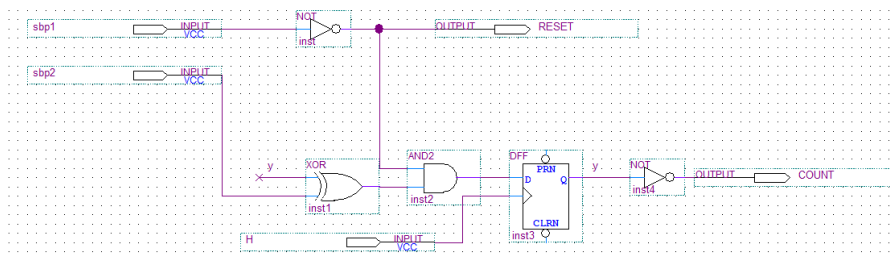 NOT
sbp1 INPUT VCC
inst
OUTPUT RESET
sbp2 INPUT VCC
y XOR
inst1
AND2
inst2
DFF
PRN
D Q
CLRN
inst3
y NOT
inst4
OUTPUT COUNT
H INPUT VCC